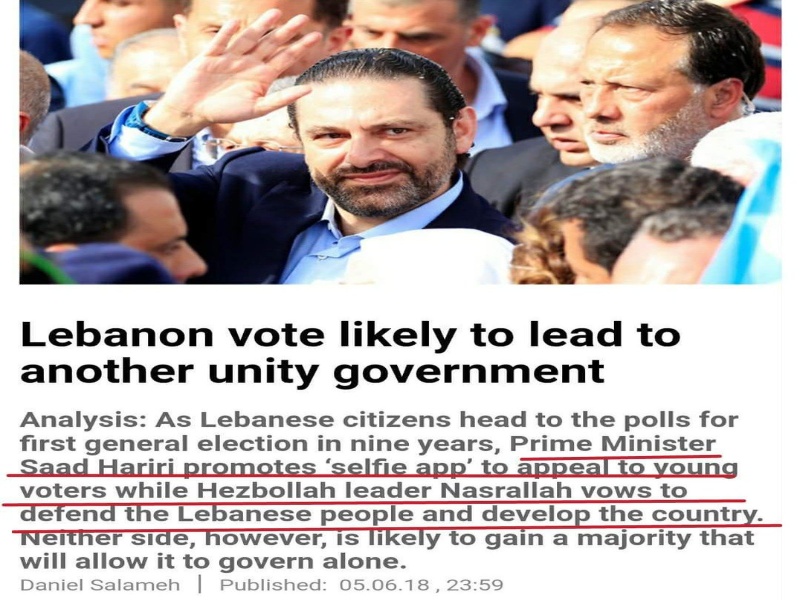 Lebanon vote likely to lead to
another unity government
Analysis: As Lebanese citizens head to the polls for
first general election in nine years, Prime Minister
Saad Hariri promotes ‘selfie app’ to appeal to young
voters while Hezbollah leader Nasrallah vows to
defend the Lebanese people and develop the country.
Neither side, however, is likely to gain a majority that
will allow it to govern alone.
Daniel Salameh | Published: 05.06.18 , 23:59